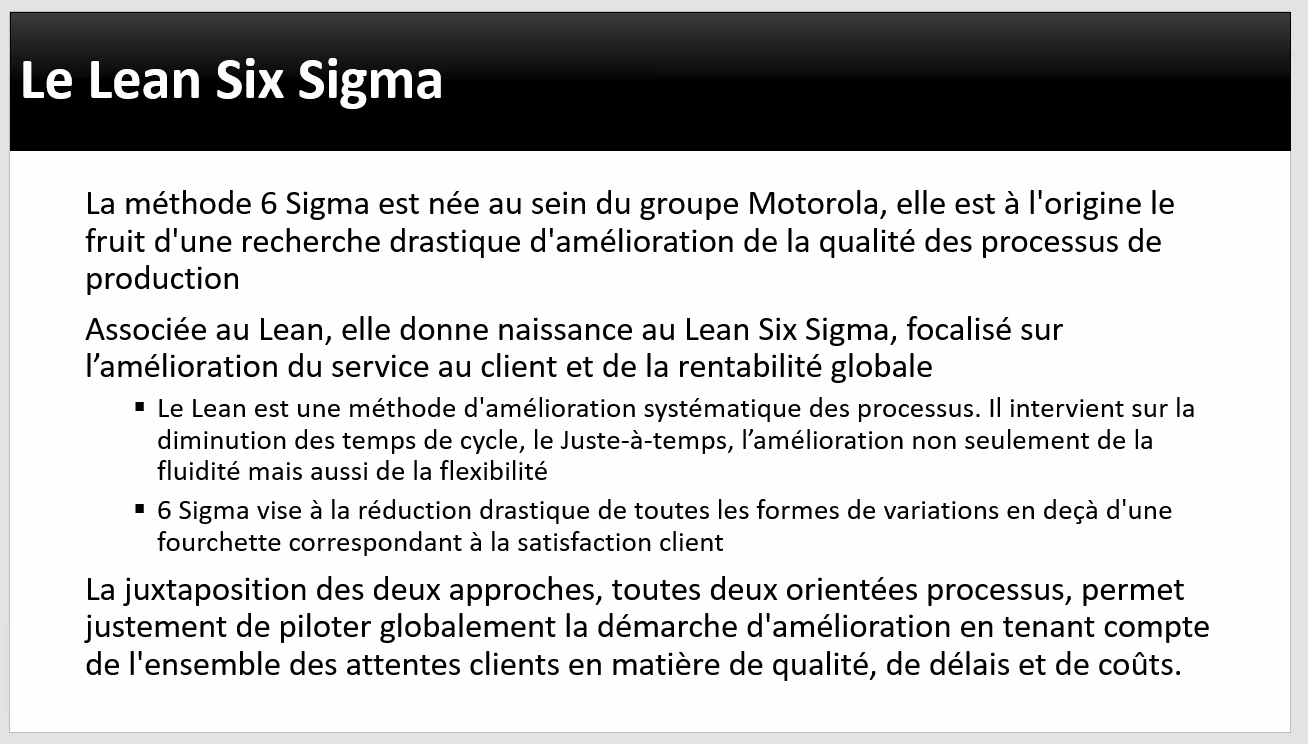 Le Lean Six Sigma
La méthode 6 Sigma est née au sein du groupe Motorola, elle est à l'origine le
fruit d'une recherche drastique d'amélioration de la qualité des processus de
production
Associée au Lean, elle donne naissance au Lean Six Sigma, focalisé sur
l’amélioration du service au client et de la rentabilité globale
▪ Le Lean est une méthode d'amélioration systématique des processus. Il intervient sur la
diminution des temps de cycle, le Juste-à-temps, l’amélioration non seulement de la
fluidité mais aussi de la flexibilité
▪ 6 Sigma vise à la réduction drastique de toutes les formes de variations en deçà d'une
fourchette correspondant à la satisfaction client
La juxtaposition des deux approches, toutes deux orientées processus, permet
justement de piloter globalement la démarche d'amélioration en tenant compte
de l'ensemble des attentes clients en matière de qualité, de délais et de coûts.